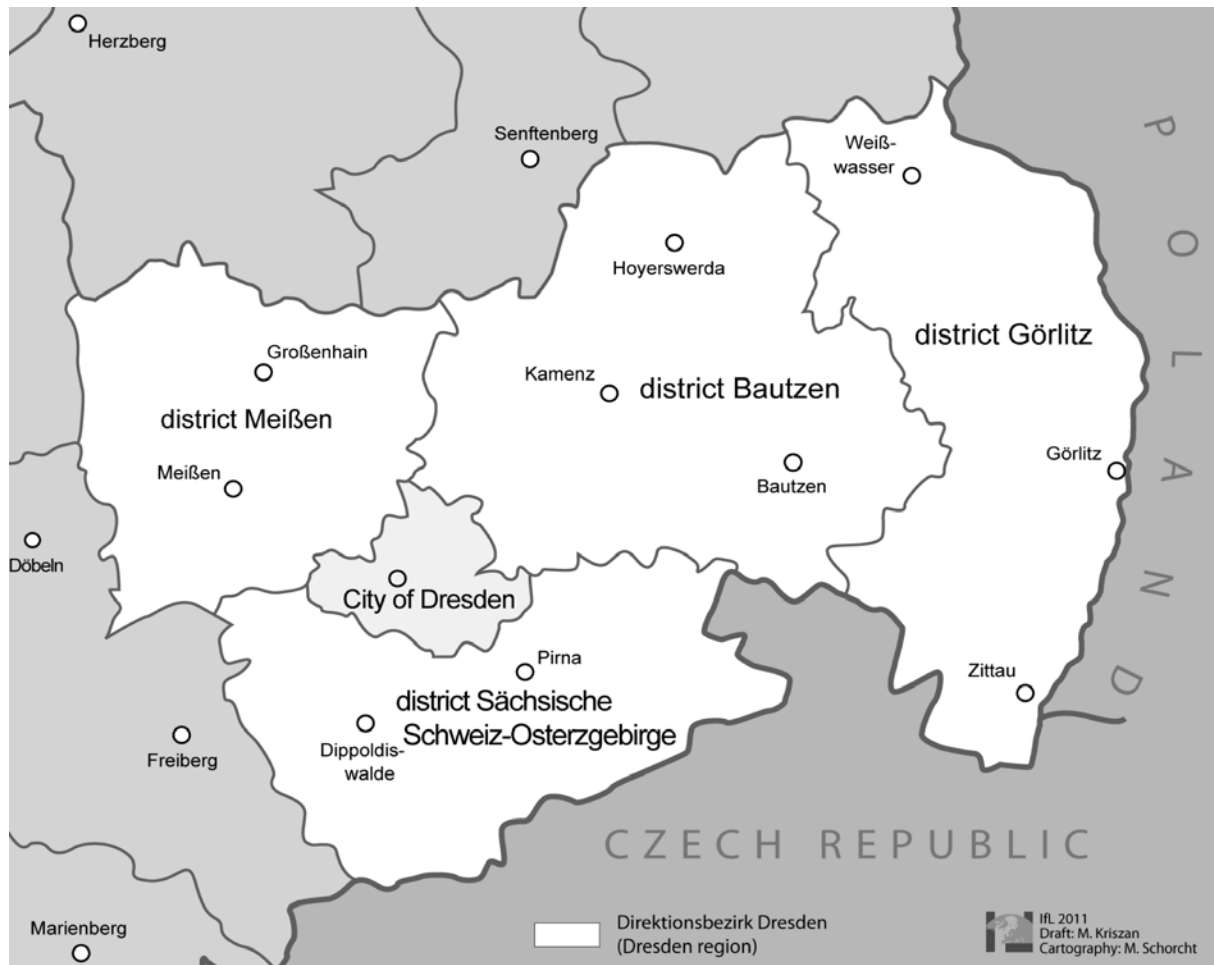 Herzberg
Senftenberg
Weiß-
wasser
POLAND
Hoyerswerda
district Görlitz
Großenhain
Kamenz
district Bautzen
district Meißen
Meißen
Görlitz
Bautzen
Döbeln
City of Dresden
Pirna
Zittau
district Sächsische
Schweiz-Osterzgebirge
Dippoldis-
walde
Freiberg
CZECH REPUBLIC
Marienberg
Direktionsbezirk Dresden
(Dresden region)
IfL 2011
Draft: M. Kriszan
Cartography: M. Schorcht